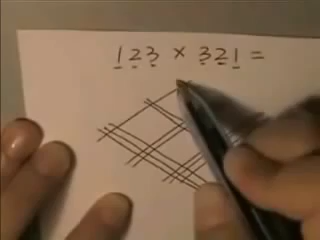 123 × 321 =